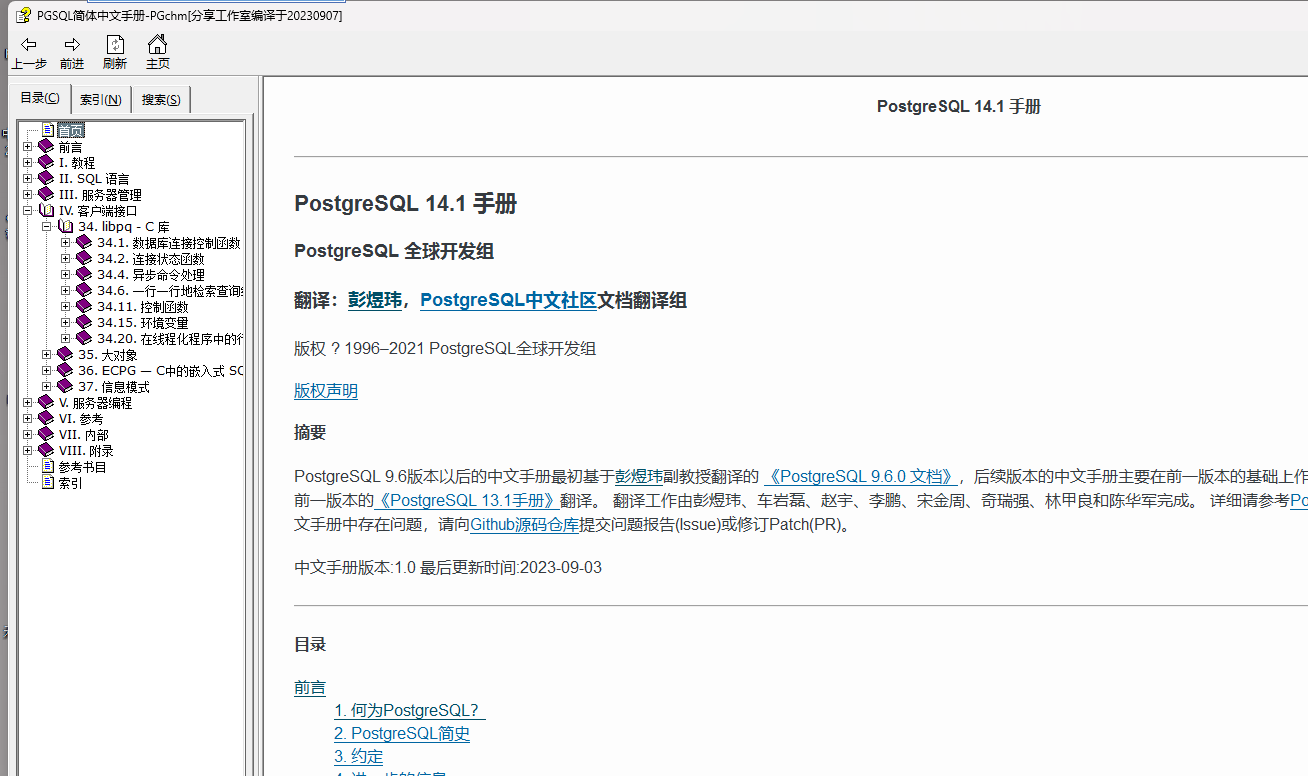 PGSQL简体中文手册-PGchm[分享工作室编译于20230907]
上一步 前进 刷新 主页
目录(C) 索引(N) 搜索(S)
首页
前言
I. 教程
II. SQL 语言
III. 服务器管理
IV. 客户端接口
34. libpq - C 库
34.1. 数据库连接控制函数
34.2. 连接状态函数
34.4. 异步命令处理
34.6. 一行一行地检索查询
34.11. 控制函数
34.15. 环境变量
34.20. 在线程化程序中的行
35. 大对象
36. ECPG — C中的嵌入式 SC
37. 信息模式
V. 服务器编程
VI. 参考
VII. 内部
VIII. 附录
参考书目
索引
PostgreSQL 14.1 手册
PostgreSQL 14.1 手册
PostgreSQL 全球开发组
翻译：彭煜玮，PostgreSQL中文社区文档翻译组
版权 ? 1996–2021 PostgreSQL全球开发组
版权声明
摘要
PostgreSQL 9.6版本以后的中文手册最初基于彭煜玮副教授翻译的 《PostgreSQL 9.6.0 文档》，后续版本的中文手册主要在前一版本的基础上作
前一版本的《PostgreSQL 13.1手册》翻译。 翻译工作由彭煜玮、车岩磊、赵宇、李鹏、宋金周、奇瑞强、林甲良和陈华军完成。 详细请参考Po
文手册中存在问题，请向Github源码仓库提交问题报告(Issue)或修订Patch(PR)。
中文手册版本:1.0 最后更新时间:2023-09-03
目录
前言
1. 何为PostgreSQL？
2. PostgreSQL简史
3. 约定
4. 进一步的信息